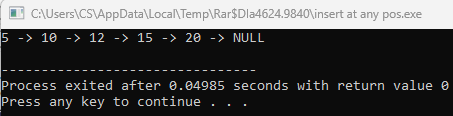 C:\Users\CS\AppData\Local\Temp\Rar$DIa4624.9840\insert at any pos.exe
5 -> 10 -> 12 -> 15 -> 20 -> NULL
--------------------------------
Process exited after 0.04985 seconds with return value 0
Press any key to continue . . .